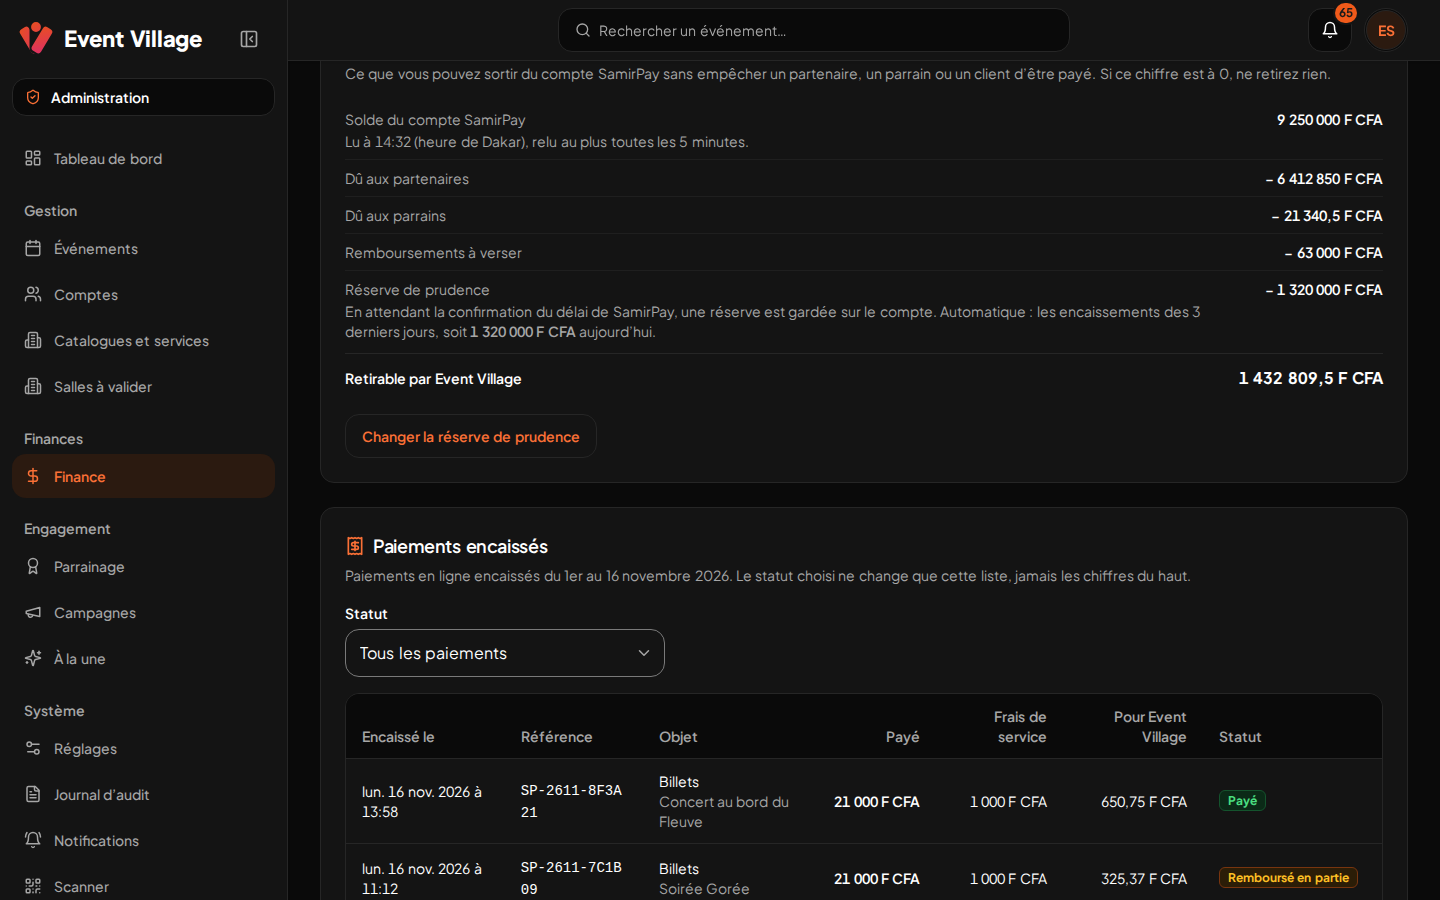 Event Village
Rechercher un événement…
65
ES
Administration
Tableau de bord
Gestion
Événements
Comptes
Catalogues et services
Salles à valider
Finances
Finance
Engagement
Parrainage
Campagnes
À la une
Système
Réglages
Journal d’audit
Notifications
Scanner
Ce que vous pouvez sortir du compte SamirPay sans empêcher un partenaire, un parrain ou un client d’être payé. Si ce chiffre est à 0, ne retirez rien.
Solde du compte SamirPay 9 250 000 F CFA
Lu à 14:32 (heure de Dakar), relu au plus toutes les 5 minutes.
Dû aux partenaires − 6 412 850 F CFA
Dû aux parrains − 21 340,5 F CFA
Remboursements à verser − 63 000 F CFA
Réserve de prudence − 1 320 000 F CFA
En attendant la confirmation du délai de SamirPay, une réserve est gardée sur le compte. Automatique : les encaissements des 3
derniers jours, soit 1 320 000 F CFA aujourd’hui.
Retirable par Event Village 1 432 809,5 F CFA
Changer la réserve de prudence
Paiements encaissés
Paiements en ligne encaissés du 1er au 16 novembre 2026. Le statut choisi ne change que cette liste, jamais les chiffres du haut.
Statut
Tous les paiements
Encaissé le Référence Objet Payé Frais de service Pour Event Village Statut
lun. 16 nov. 2026 à 13:58 SP-2611-8F3A21 Billets Concert au bord du Fleuve 21 000 F CFA 1 000 F CFA 650,75 F CFA Payé
lun. 16 nov. 2026 à 11:12 SP-2611-7C1B09 Billets Soirée Gorée 21 000 F CFA 1 000 F CFA 325,37 F CFA Remboursé en partie